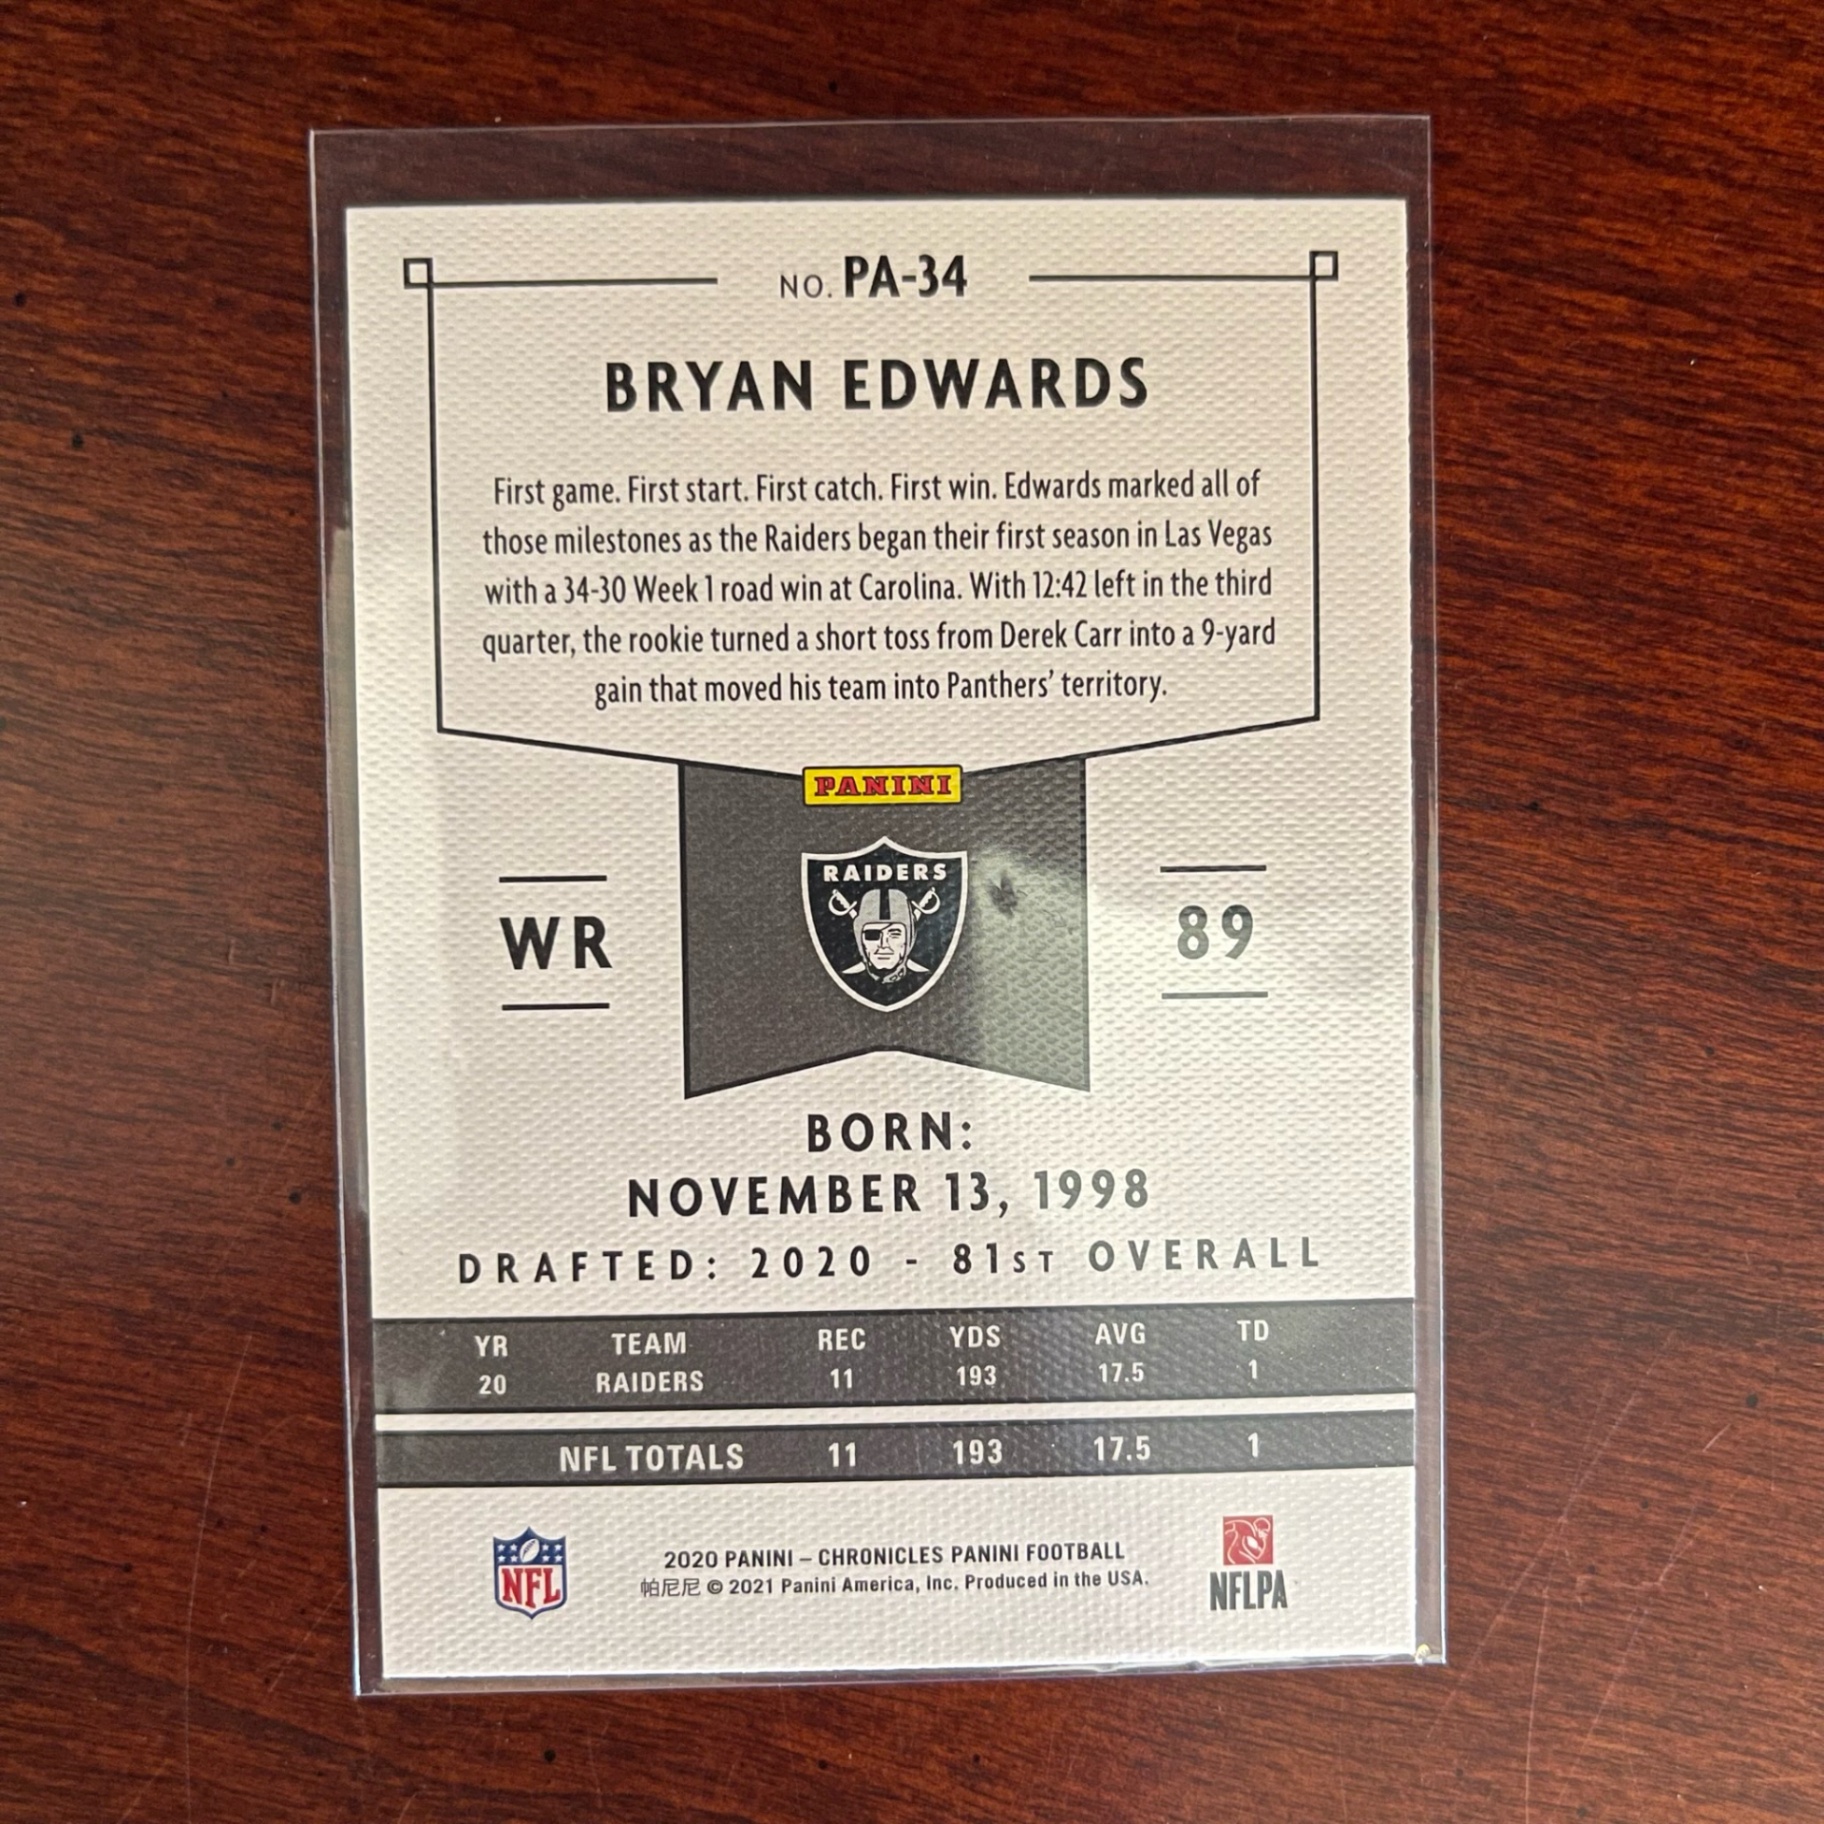 NO. PA-34
BRYAN EDWARDS
First game. First start. First catch. First win. Edwards marked all of
those milestones as the Raiders began their first season in Las Vegas
with a 34-30 Week 1 road win at Carolina. With 12:42 left in the third
quarter, the rookie turned a short toss from Derek Carr into a 9-yard
gain that moved his team into Panthers' territory.
PANINI
RAIDERS
WR
89
BORN:
NOVEMBER 13, 1998
DRAFTED: 2020 - 81ST OVERALL
YR TEAM REC YDS AVG TD
20 RAIDERS 11 193 17.5 1
NFL TOTALS 11 193 17.5 1
NFL
2020 PANINI – CHRONICLES PANINI FOOTBALL
帕尼尼 © 2021 Panini America, Inc. Produced in the USA.
NFLPA